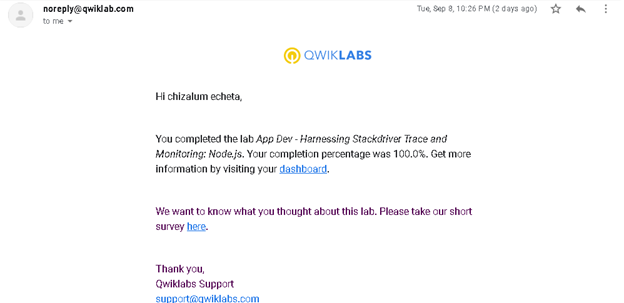 noreply@qwiklab.com
Tue, Sep 8, 10:26 PM (2 days ago)
to me
QWIKLABS
Hi chizalum echeta,
You completed the lab App Dev - Harnessing Stackdriver Trace and
Monitoring: Node.js. Your completion percentage was 100.0%. Get more
information by visiting your dashboard.
We want to know what you thought about this lab. Please take our short
survey here.
Thank you,
Qwiklabs Support
support@qwiklabs.com